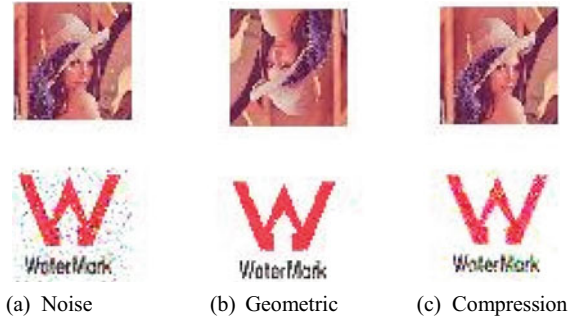 W W W
WaterMark WaterMark WaterMark
(a) Noise (b) Geometric (c) Compression